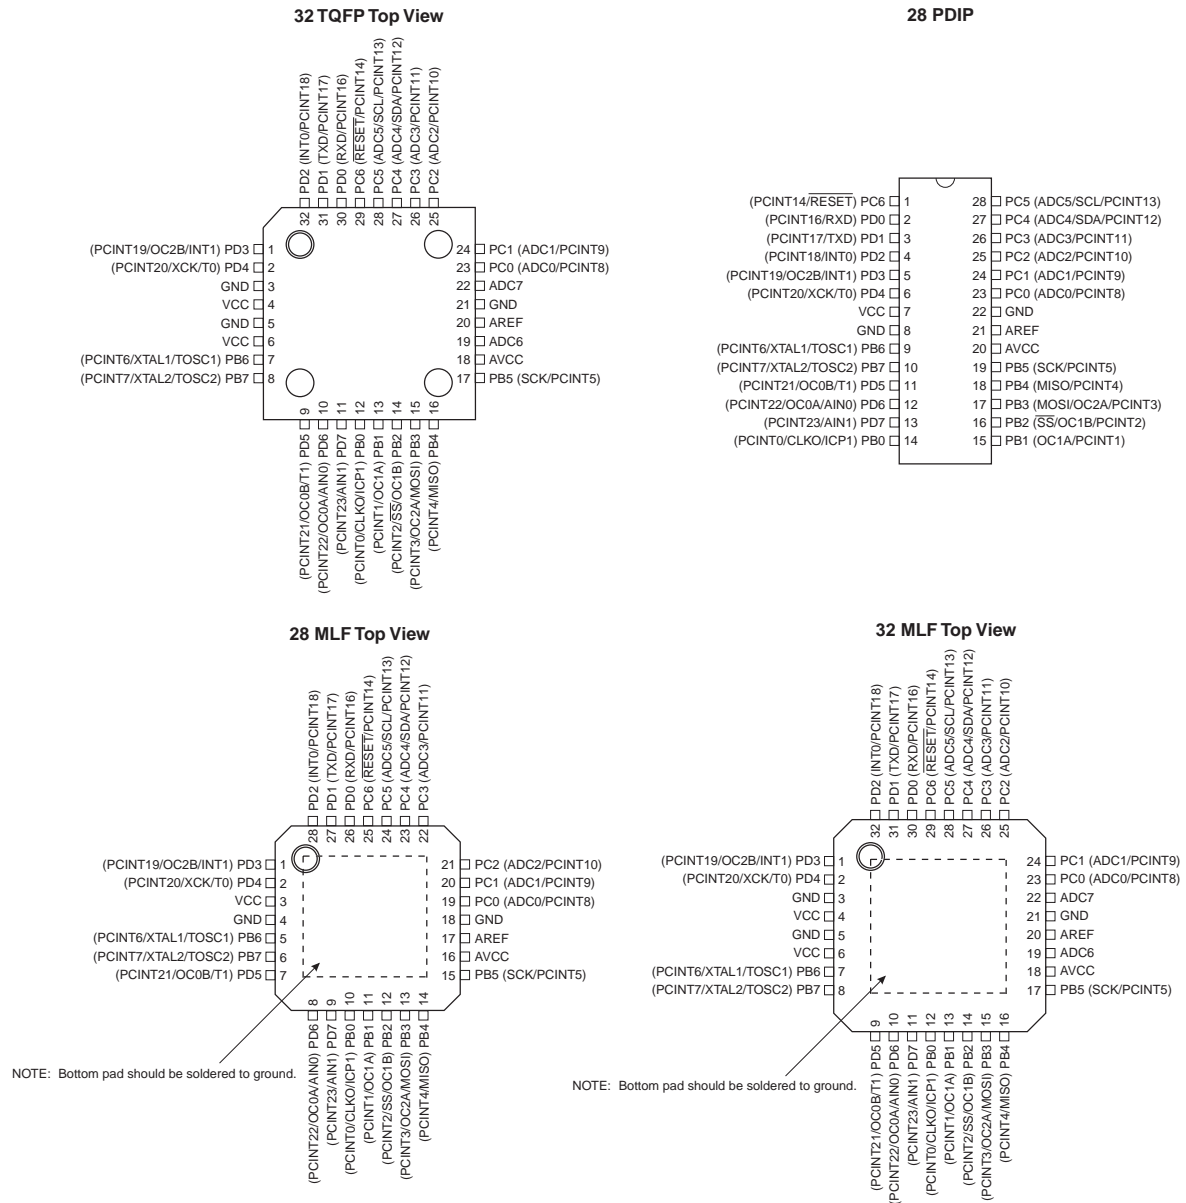 32 TQFP Top View
PD2 (INT0/PCINT18)
PD1 (TXD/PCINT17)
PD0 (RXD/PCINT16)
PC6 (RESET/PCINT14)
PC5 (ADC5/SCL/PCINT13)
PC4 (ADC4/SDA/PCINT12)
PC3 (ADC3/PCINT11)
PC2 (ADC2/PCINT10)
32 31 30 29 28 27 26 25
(PCINT19/OC2B/INT1) PD3 1
(PCINT20/XCK/T0) PD4 2
GND 3
VCC 4
GND 5
VCC 6
(PCINT6/XTAL1/TOSC1) PB6 7
(PCINT7/XTAL2/TOSC2) PB7 8
24 PC1 (ADC1/PCINT9)
23 PC0 (ADC0/PCINT8)
22 ADC7
21 GND
20 AREF
19 ADC6
18 AVCC
17 PB5 (SCK/PCINT5)
9 10 11 12 13 14 15 16
(PCINT21/OC0B/T1) PD5
(PCINT22/OC0A/AIN0) PD6
(PCINT23/AIN1) PD7
(PCINT0/CLKO/ICP1) PB0
(PCINT1/OC1A) PB1
(PCINT2/SS/OC1B) PB2
(PCINT3/OC2A/MOSI) PB3
(PCINT4/MISO) PB4
28 PDIP
(PCINT14/RESET) PC6 1
(PCINT16/RXD) PD0 2
(PCINT17/TXD) PD1 3
(PCINT18/INT0) PD2 4
(PCINT19/OC2B/INT1) PD3 5
(PCINT20/XCK/T0) PD4 6
VCC 7
GND 8
(PCINT6/XTAL1/TOSC1) PB6 9
(PCINT7/XTAL2/TOSC2) PB7 10
(PCINT21/OC0B/T1) PD5 11
(PCINT22/OC0A/AIN0) PD6 12
(PCINT23/AIN1) PD7 13
(PCINT0/CLKO/ICP1) PB0 14
28 PC5 (ADC5/SCL/PCINT13)
27 PC4 (ADC4/SDA/PCINT12)
26 PC3 (ADC3/PCINT11)
25 PC2 (ADC2/PCINT10)
24 PC1 (ADC1/PCINT9)
23 PC0 (ADC0/PCINT8)
22 GND
21 AREF
20 AVCC
19 PB5 (SCK/PCINT5)
18 PB4 (MISO/PCINT4)
17 PB3 (MOSI/OC2A/PCINT3)
16 PB2 (SS/OC1B/PCINT2)
15 PB1 (OC1A/PCINT1)
28 MLF Top View
PD2 (INT0/PCINT18)
PD1 (TXD/PCINT17)
PD0 (RXD/PCINT16)
PC6 (RESET/PCINT14)
PC5 (ADC5/SCL/PCINT13)
PC4 (ADC4/SDA/PCINT12)
PC3 (ADC3/PCINT11)
28 27 26 25 24 23 22
(PCINT19/OC2B/INT1) PD3 1
(PCINT20/XCK/T0) PD4 2
VCC 3
GND 4
(PCINT6/XTAL1/TOSC1) PB6 5
(PCINT7/XTAL2/TOSC2) PB7 6
(PCINT21/OC0B/T1) PD5 7
21 PC2 (ADC2/PCINT10)
20 PC1 (ADC1/PCINT9)
19 PC0 (ADC0/PCINT8)
18 GND
17 AREF
16 AVCC
15 PB5 (SCK/PCINT5)
8 9 10 11 12 13 14
(PCINT22/OC0A/AIN0) PD6
(PCINT23/AIN1) PD7
(PCINT0/CLKO/ICP1) PB0
(PCINT1/OC1A) PB1
(PCINT2/SS/OC1B) PB2
(PCINT3/OC2A/MOSI) PB3
(PCINT4/MISO) PB4
NOTE: Bottom pad should be soldered to ground.
32 MLF Top View
PD2 (INT0/PCINT18)
PD1 (TXD/PCINT17)
PD0 (RXD/PCINT16)
PC6 (RESET/PCINT14)
PC5 (ADC5/SCL/PCINT13)
PC4 (ADC4/SDA/PCINT12)
PC3 (ADC3/PCINT11)
PC2 (ADC2/PCINT10)
32 31 30 29 28 27 26 25
(PCINT19/OC2B/INT1) PD3 1
(PCINT20/XCK/T0) PD4 2
GND 3
VCC 4
GND 5
VCC 6
(PCINT6/XTAL1/TOSC1) PB6 7
(PCINT7/XTAL2/TOSC2) PB7 8
24 PC1 (ADC1/PCINT9)
23 PC0 (ADC0/PCINT8)
22 ADC7
21 GND
20 AREF
19 ADC6
18 AVCC
17 PB5 (SCK/PCINT5)
9 10 11 12 13 14 15 16
(PCINT21/OC0B/T1) PD5
(PCINT22/OC0A/AIN0) PD6
(PCINT23/AIN1) PD7
(PCINT0/CLKO/ICP1) PB0
(PCINT1/OC1A) PB1
(PCINT2/SS/OC1B) PB2
(PCINT3/OC2A/MOSI) PB3
(PCINT4/MISO) PB4
NOTE: Bottom pad should be soldered to ground.